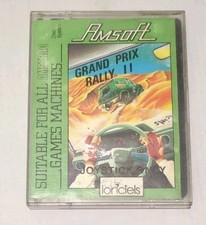 Amsoft
GRAND PRIX
RALLY II
JOYSTICK ONLY
loriciels
SUITABLE FOR ALL
GAMES MACHINES